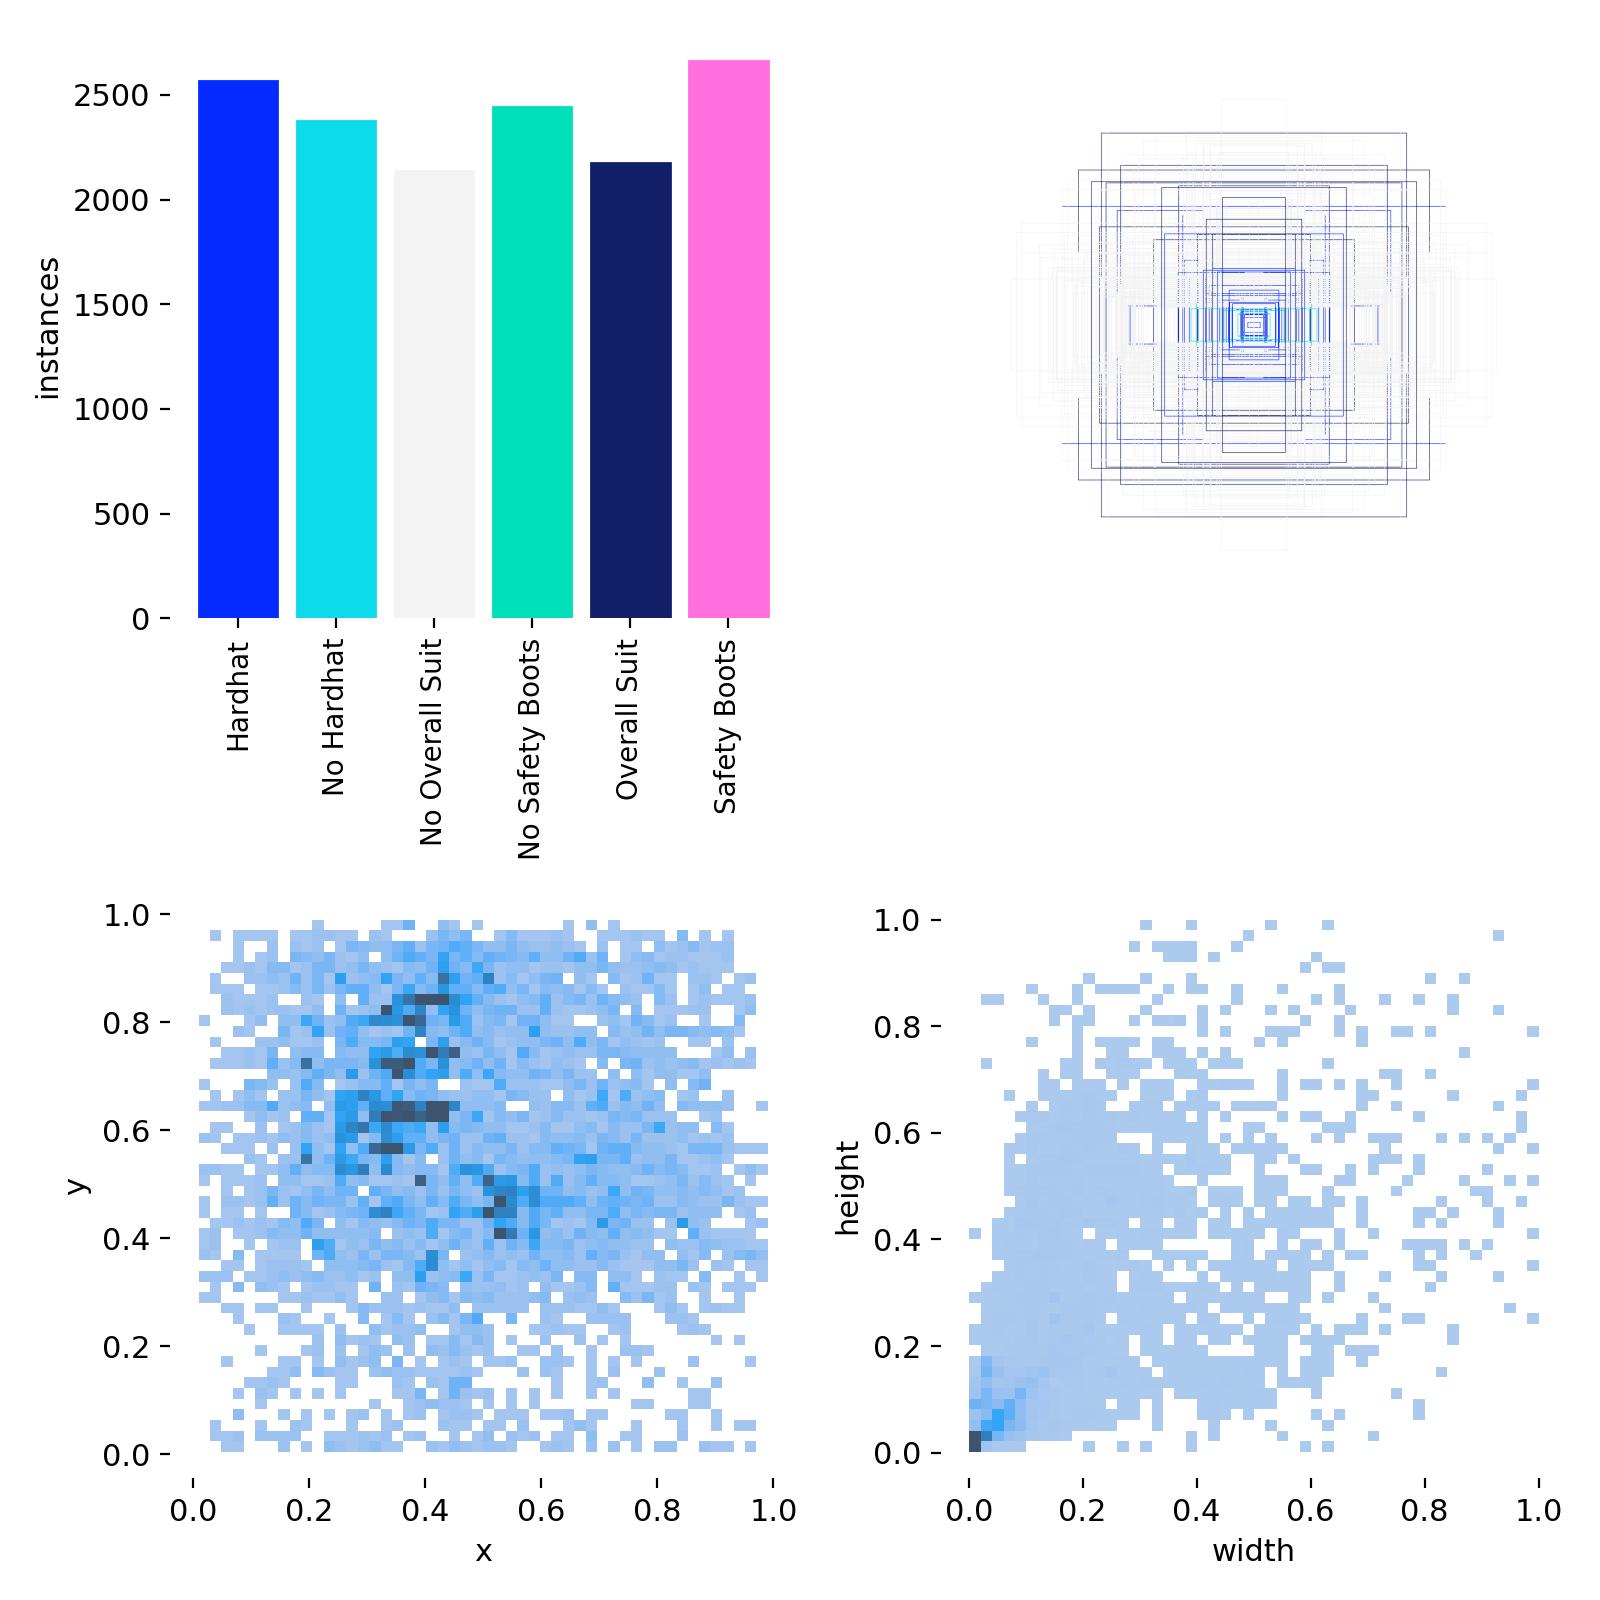 2500
2000
1500
1000
500
0
instances
Hardhat
No Hardhat
No Overall Suit
No Safety Boots
Overall Suit
Safety Boots
1.0
0.8
0.6
0.4
0.2
0.0
y
0.0 0.2 0.4 0.6 0.8 1.0
x
1.0
0.8
0.6
0.4
0.2
0.0
height
0.0 0.2 0.4 0.6 0.8 1.0
width